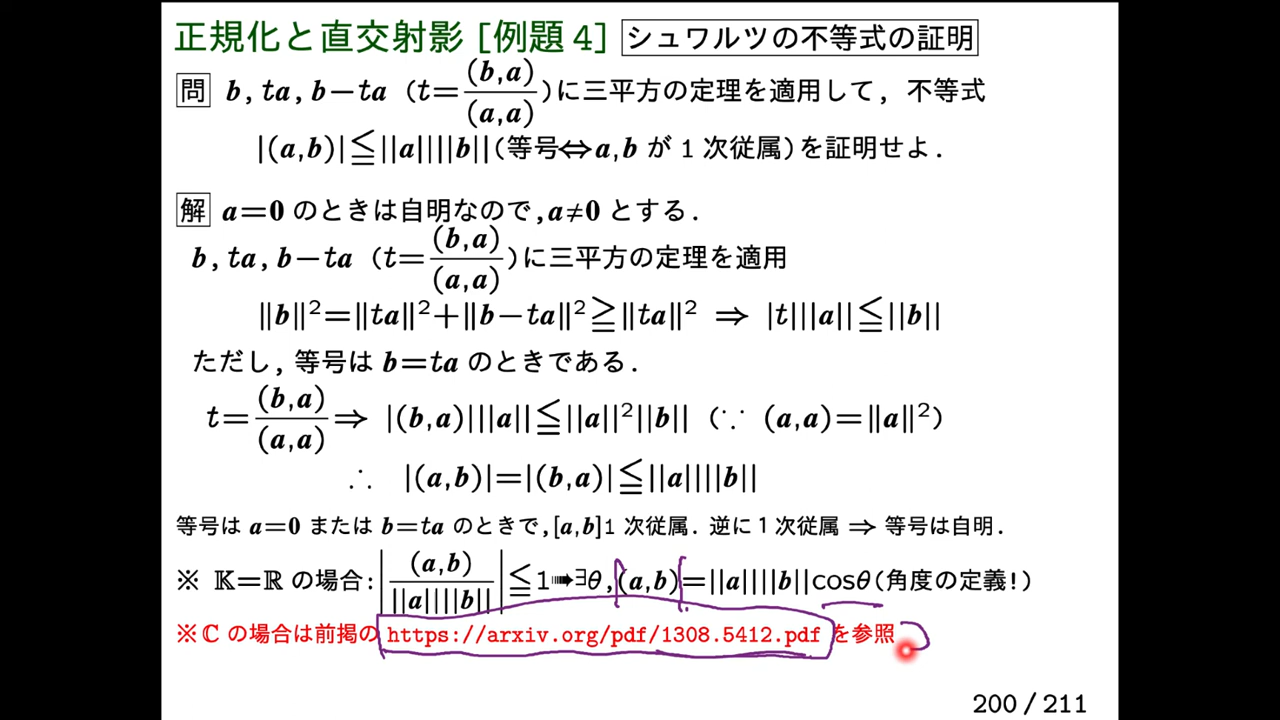 正規化と直交射影 [例題4] シュワルツの不等式の証明
問 b, ta, b−ta (t=(b,a)/(a,a))に三平方の定理を適用して, 不等式
|(a,b)|≦||a||||b||(等号⇔a,b が 1 次従属)を証明せよ.
解 a=0 のときは自明なので,a≠0 とする.
b, ta, b−ta (t=(b,a)/(a,a))に三平方の定理を適用
‖b‖²=‖ta‖²+‖b−ta‖²≧‖ta‖² ⇒ |t|||a||≦||b||
ただし, 等号は b=ta のときである.
t=(b,a)/(a,a)⇒ |(b,a)|||a||≦||a||²||b|| (∵ (a,a)=‖a‖²)
∴ |(a,b)|=|(b,a)|≦||a||||b||
等号は a=0 または b=ta のときで,[a,b]1 次従属. 逆に1次従属 ⇒ 等号は自明.
※ 𝕂=ℝ の場合:|(a,b)/||a||||b|||≦1➠∃θ,(a,b)=||a||||b||cosθ(角度の定義!)
※ℂ の場合は前掲の https://arxiv.org/pdf/1308.5412.pdf を参照
200 / 211